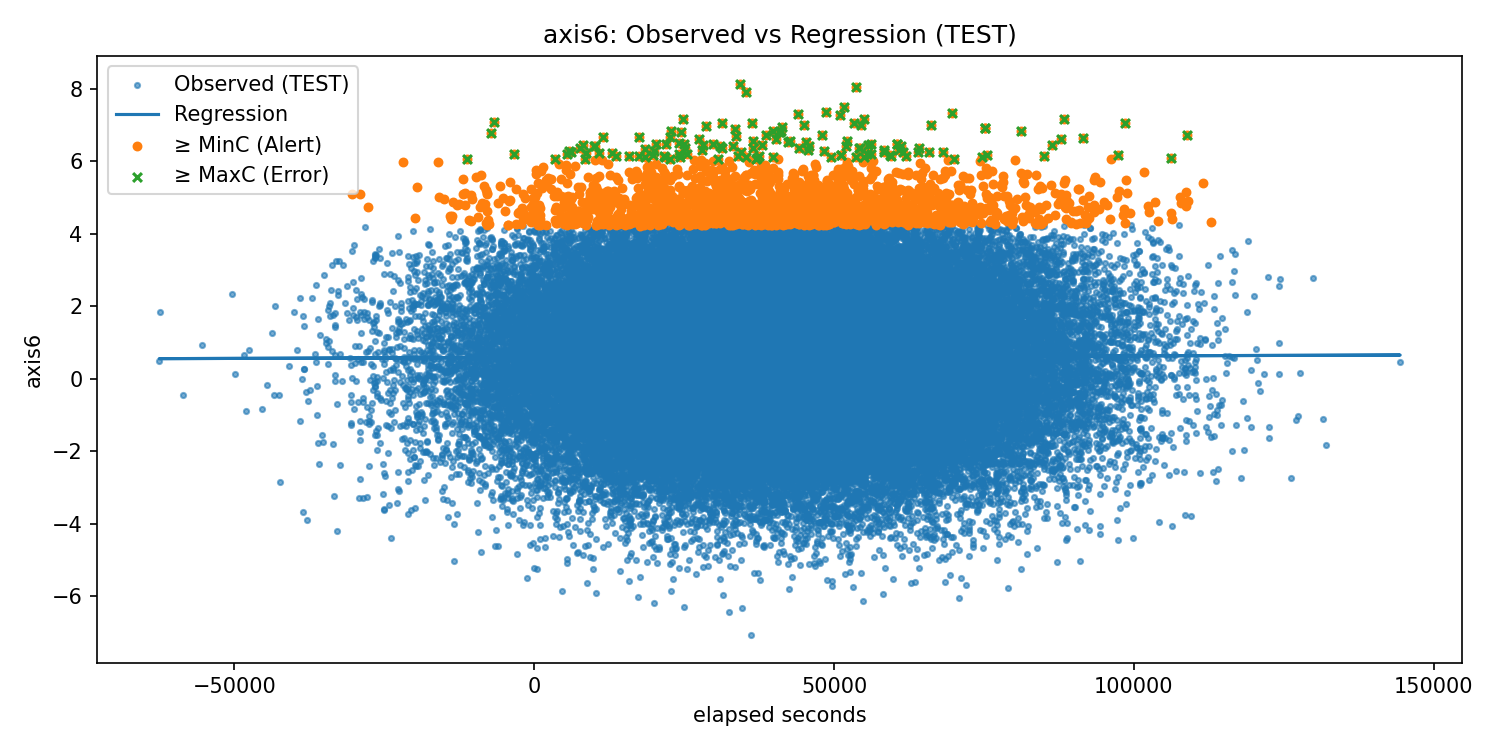 axis6: Observed vs Regression (TEST)
Observed (TEST)
Regression
≥ MinC (Alert)
≥ MaxC (Error)
axis6
8
6
4
2
0
−2
−4
−6
−50000
0
50000
100000
150000
elapsed seconds